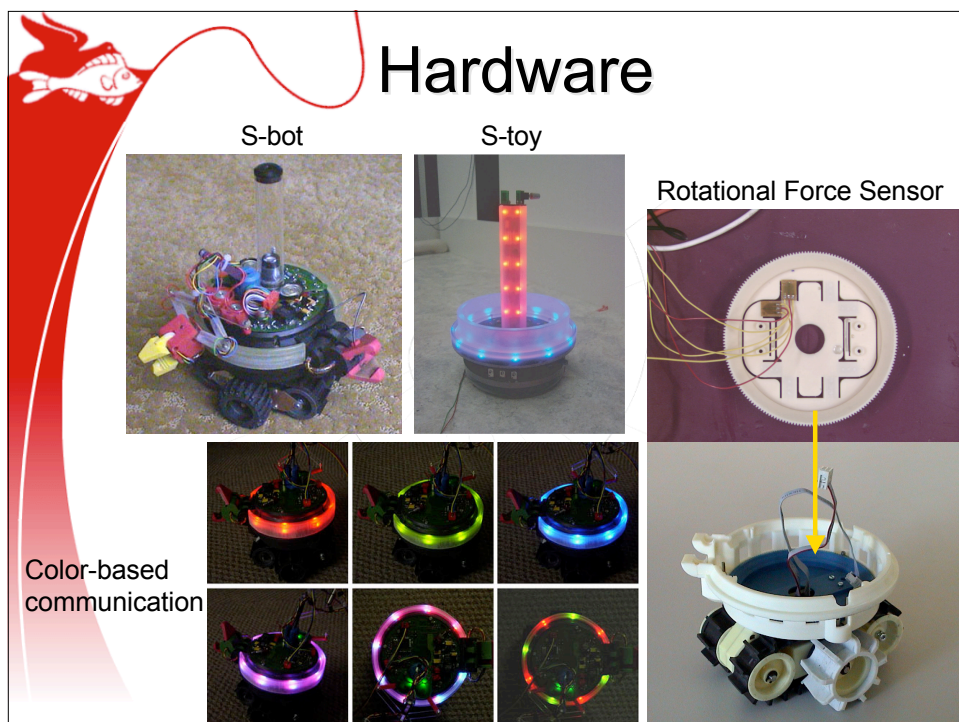 Hardware
S-bot
S-toy
Rotational Force Sensor
Color-based
communication